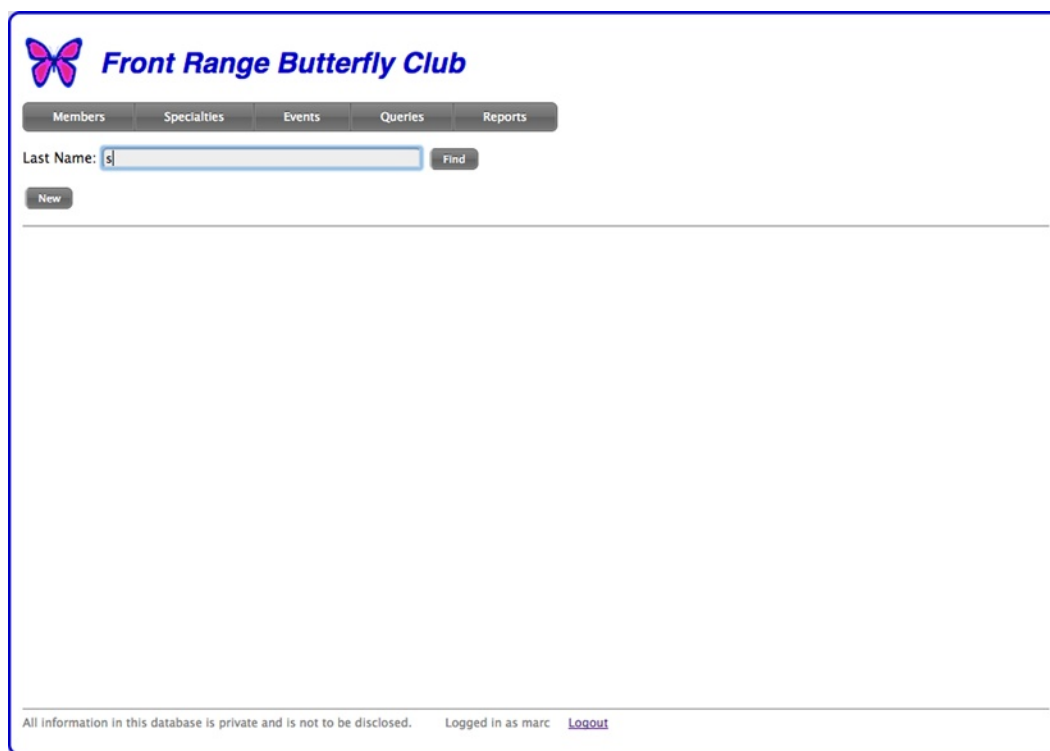 Front Range Butterfly Club
Members Specialties Events Queries Reports
Last Name: s Find
New
All information in this database is private and is not to be disclosed. Logged in as marc Logout